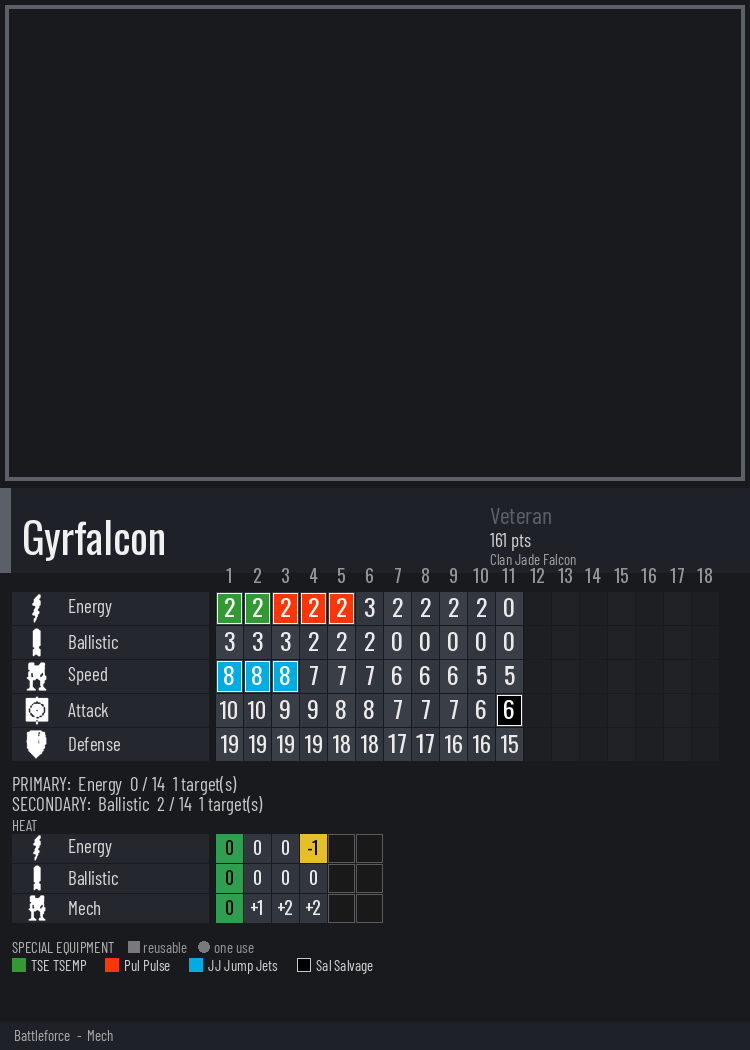 Gyrfalcon
Veteran
161 pts
Clan Jade Falcon
1 2 3 4 5 6 7 8 9 10 11 12 13 14 15 16 17 18
Energy 2 2 2 2 2 3 2 2 2 2 0
Ballistic 3 3 3 2 2 2 0 0 0 0 0
Speed 8 8 8 7 7 7 6 6 6 5 5
Attack 10 10 9 9 8 8 7 7 7 6 6
Defense 19 19 19 19 18 18 17 17 16 16 15
PRIMARY: Energy 0 / 14 1 target(s)
SECONDARY: Ballistic 2 / 14 1 target(s)
HEAT
Energy 0 0 0 -1
Ballistic 0 0 0 0
Mech 0 +1 +2 +2
SPECIAL EQUIPMENT reusable one use
TSE TSEMP Pul Pulse JJ Jump Jets Sal Salvage
Battleforce - Mech